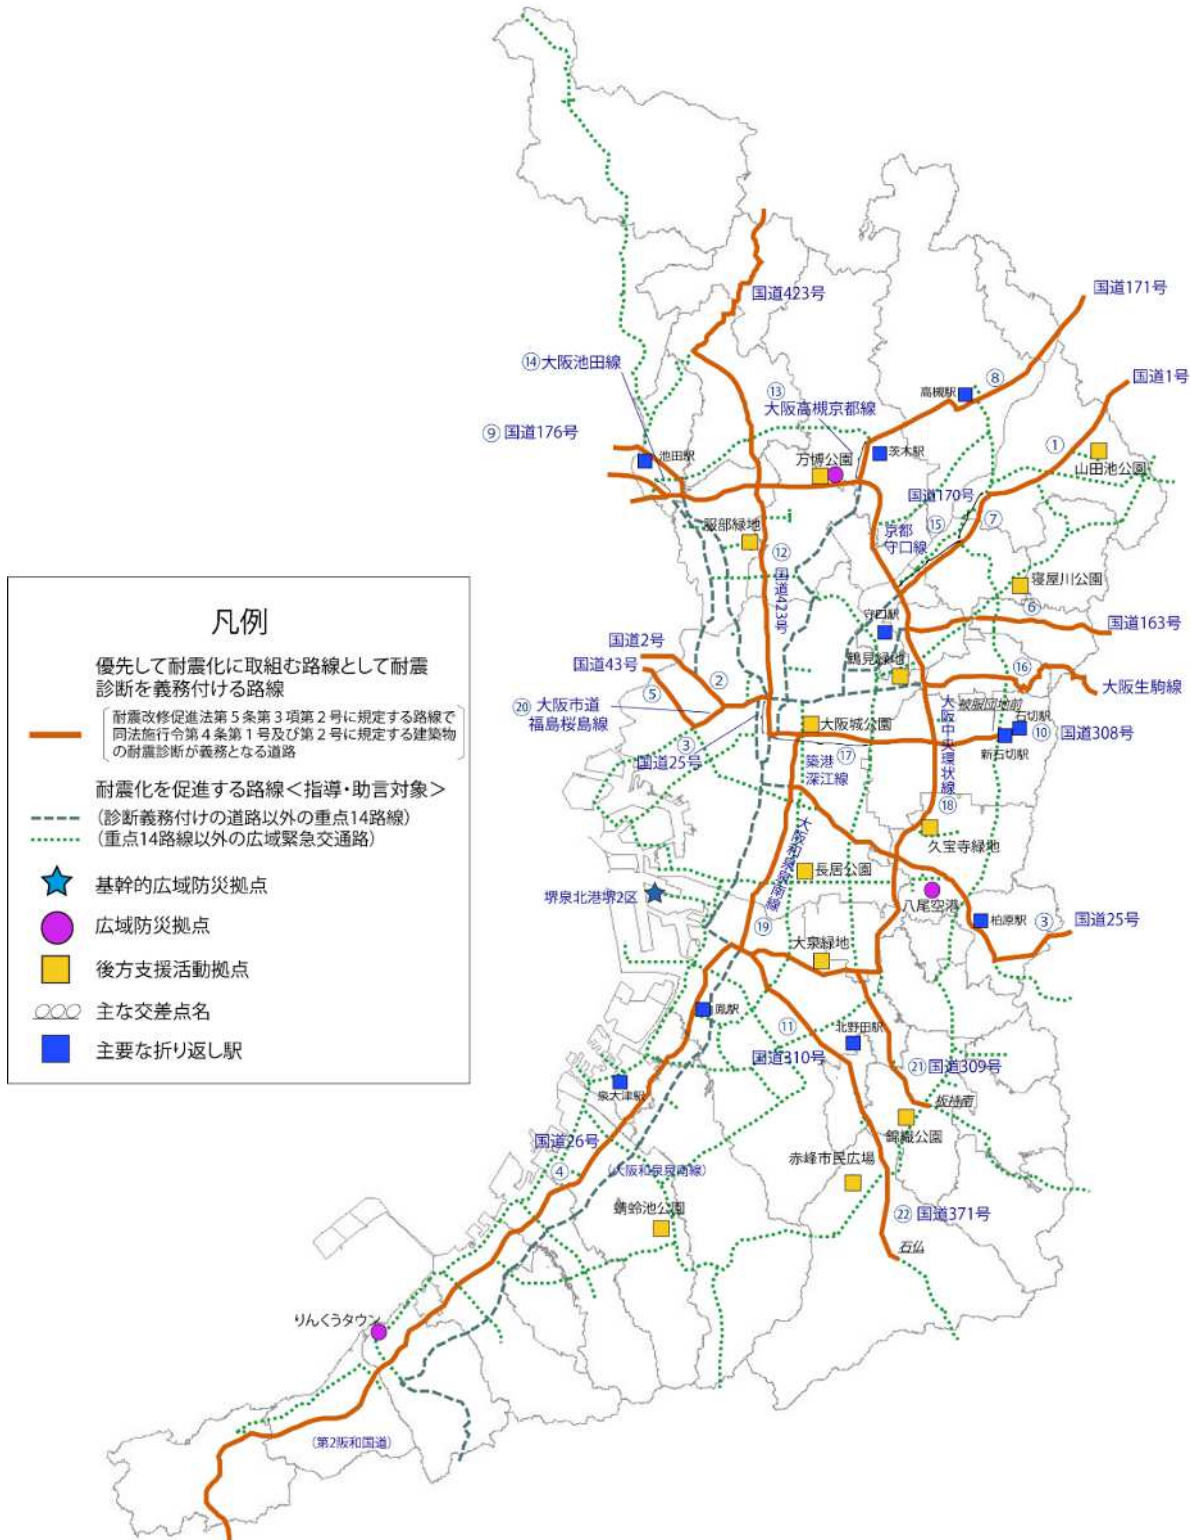 国道423号
国道171号
⑭大阪池田線
⑬
大阪高槻京都線
高槻駅
⑧
国道1号
⑨国道176号
池田駅
万博公園
茨木駅
①
山田池公園
国道170号
⑦
服部緑地
京都
守口線
⑮
⑫
国道423号
寝屋川公園
⑥
守口駅
国道163号
国道2号
国道43号
鶴見緑地
②
⑤
⑯
大阪生駒線
⑳大阪市道
福島桜島線
大阪城公園
被服団地前
石切駅
⑩国道308号
③
国道25号
⑰
新石切駅
築港
深江線
大阪中央環状線
⑱
久宝寺緑地
大阪和泉泉南線
長居公園
堺泉北港堺2区
八尾空港
柏原駅
③
国道25号
⑲
大泉緑地
鳳駅
⑪
国道310号
北野田駅
㉑国道309号
泉大津駅
板持南
錦織公園
国道26号
④
(大阪和泉泉南線)
赤峰市民広場
蜻蛉池公園
㉒国道371号
石仏
りんくうタウン
(第2阪和国道)
凡例
優先して耐震化に取組む路線として耐震
診断を義務付ける路線
耐震改修促進法第5条第3項第2号に規定する路線で
同法施行令第4条第1号及び第2号に規定する建築物
の耐震診断が義務となる道路
耐震化を促進する路線<指導・助言対象>
(診断義務付けの道路以外の重点14路線)
(重点14路線以外の広域緊急交通路)
基幹的広域防災拠点
広域防災拠点
後方支援活動拠点
主な交差点名
主要な折り返し駅